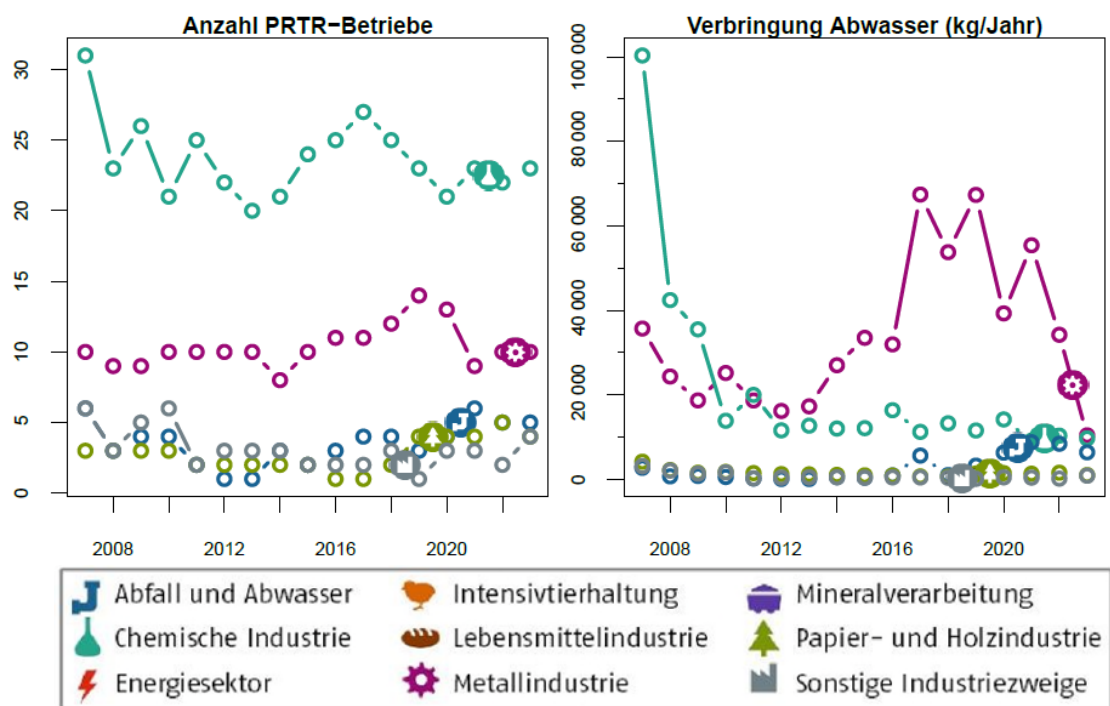 Anzahl PRTR−Betriebe
Verbringung Abwasser (kg/Jahr)
30
25
20
15
10
5
0
2008 2012 2016 2020
100 000
80 000
60 000
40 000
20 000
0
2008 2012 2016 2020
Abfall und Abwasser
Intensivtierhaltung
Mineralverarbeitung
Chemische Industrie
Lebensmittelindustrie
Papier- und Holzindustrie
Energiesektor
Metallindustrie
Sonstige Industriezweige